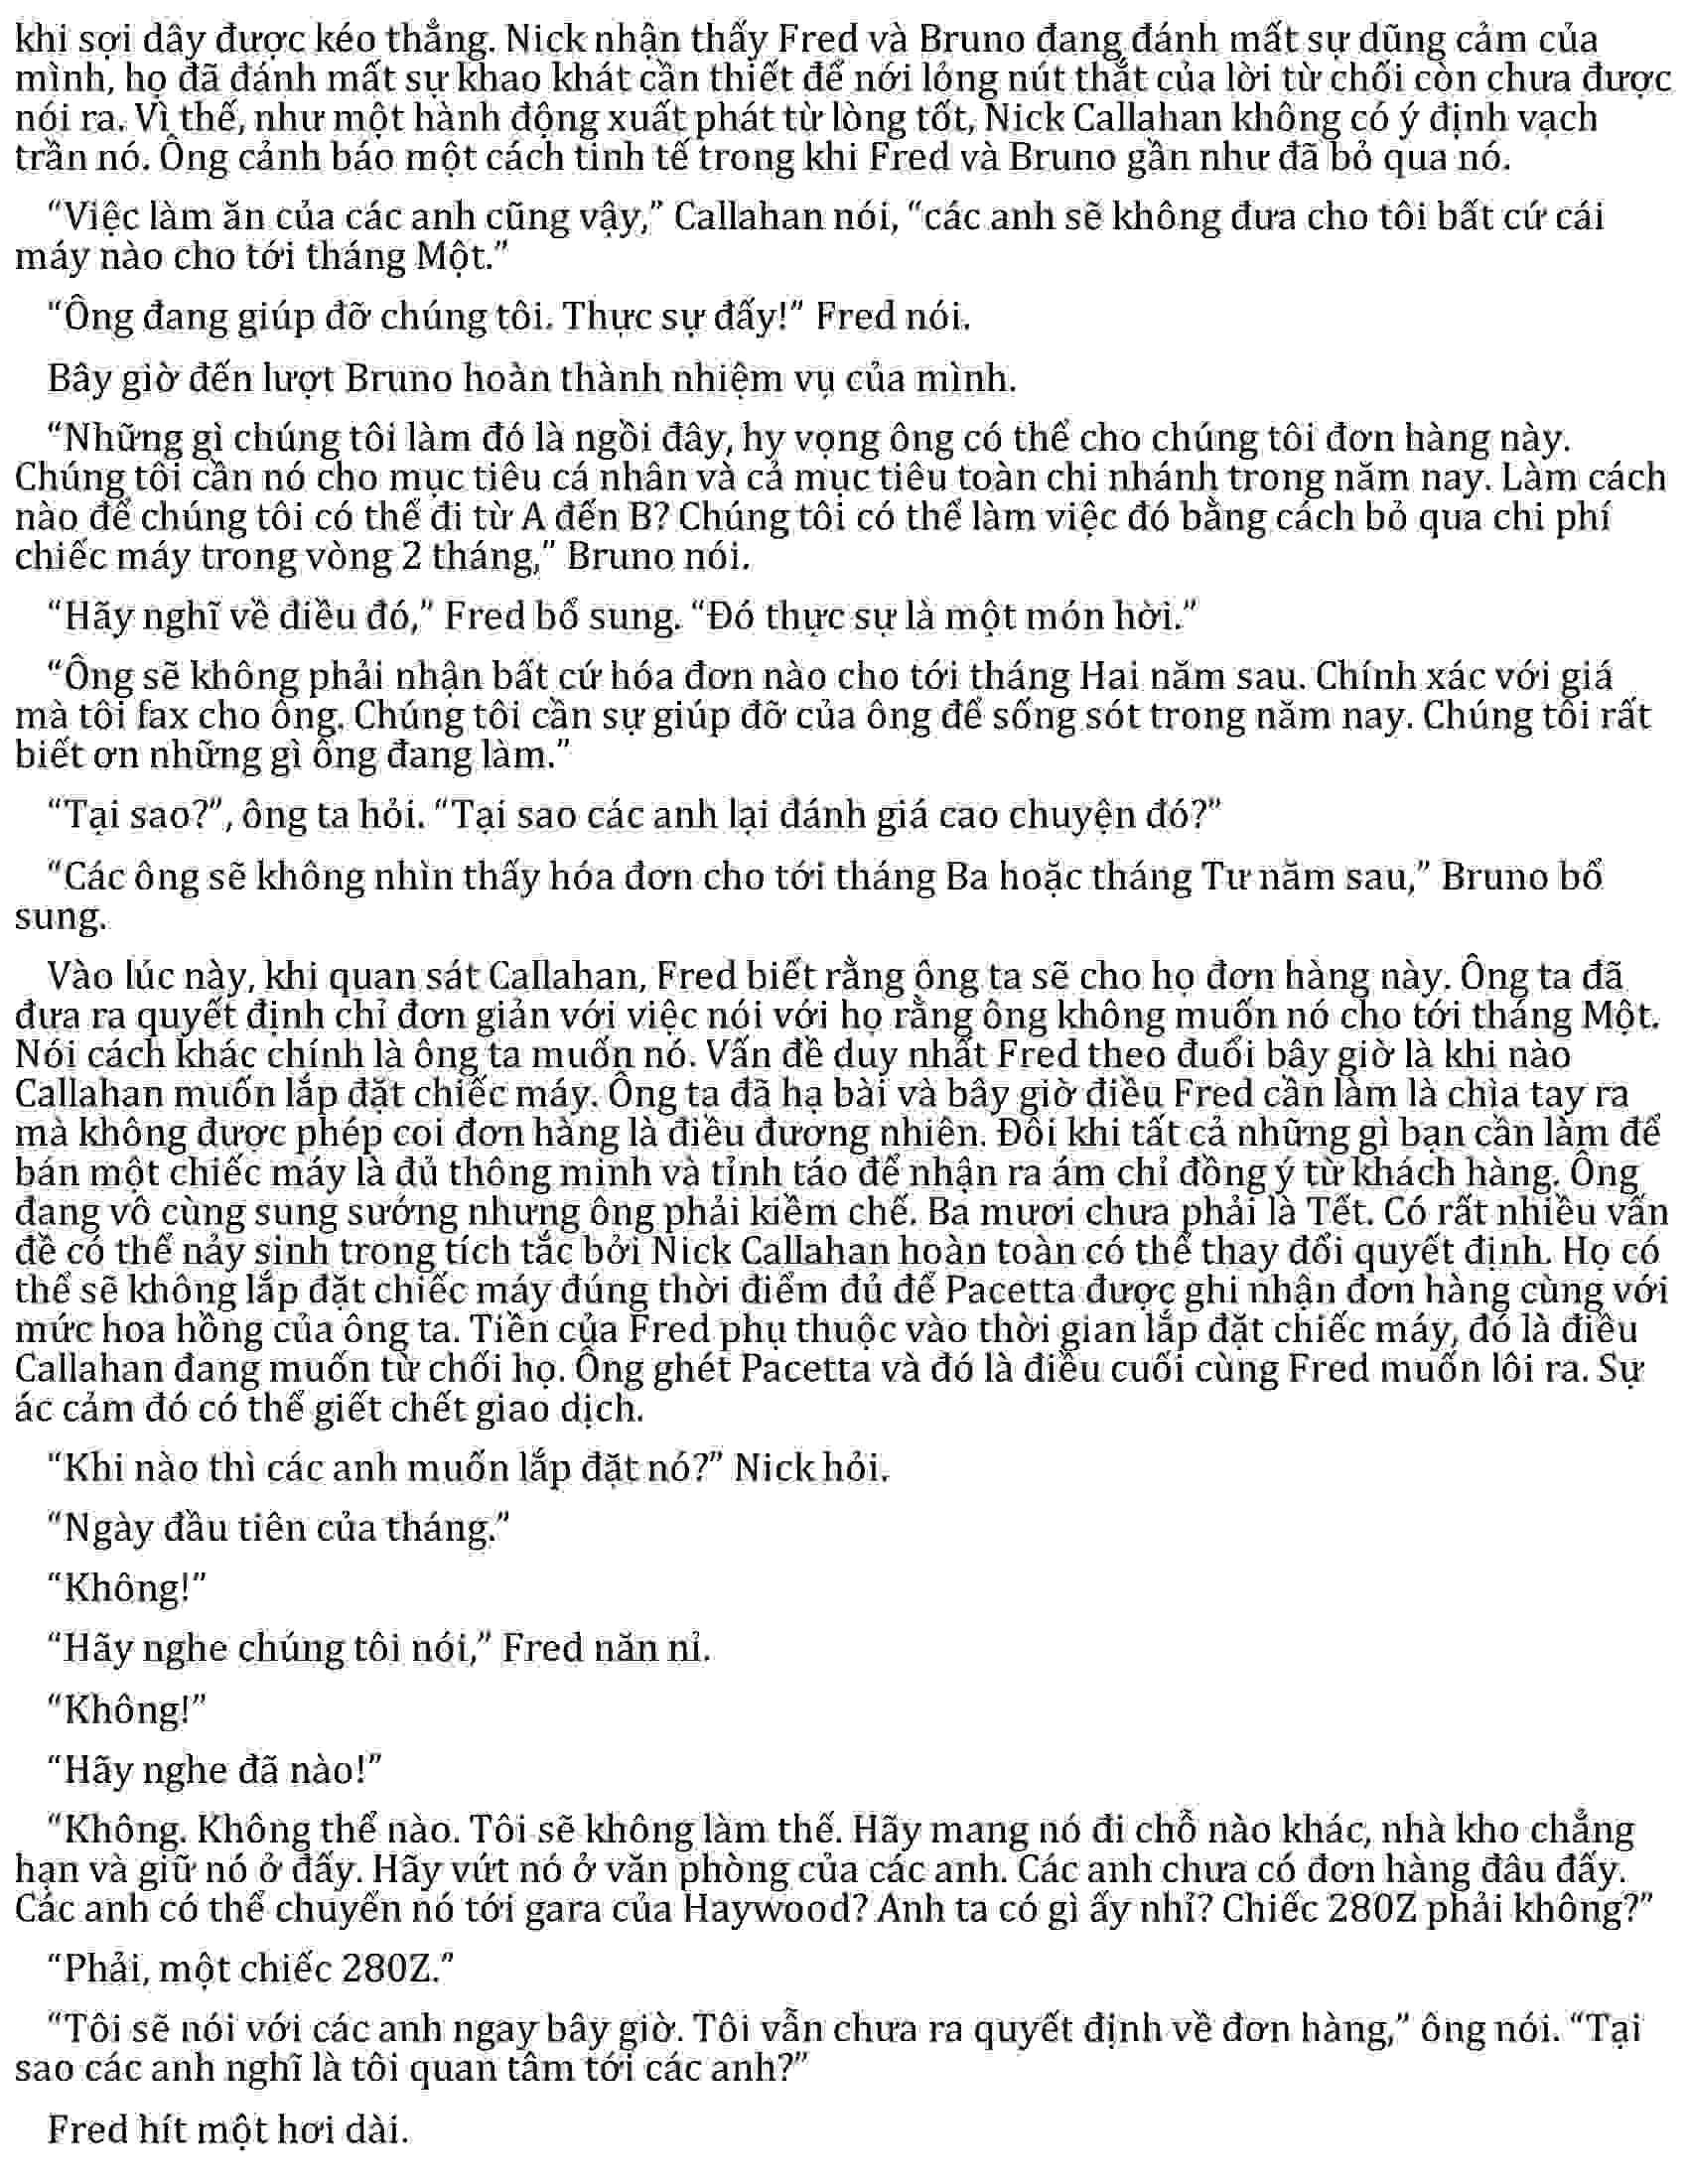 khi sợi dây được kéo thẳng. Nick nhận thấy Fred và Bruno đang đánh mất sự dũng cảm của
mình, họ đã đánh mất sự khao khát cần thiết để nới lỏng nút thắt của lời từ chối còn chưa được
nói ra. Vì thế, như một hành động xuất phát từ lòng tốt, Nick Callahan không có ý định vạch
trần nó. Ông cảnh báo một cách tinh tế trong khi Fred và Bruno gần như đã bỏ qua nó.
“Việc làm ăn của các anh cũng vậy,” Callahan nói, “các anh sẽ không đưa cho tôi bất cứ cái
máy nào cho tới tháng Một.”
“Ông đang giúp đỡ chúng tôi. Thực sự đấy!” Fred nói.
Bây giờ đến lượt Bruno hoàn thành nhiệm vụ của mình.
“Những gì chúng tôi làm đó là ngồi đây, hy vọng ông có thể cho chúng tôi đơn hàng này.
Chúng tôi cần nó cho mục tiêu cá nhân và cả mục tiêu toàn chi nhánh trong năm nay. Làm cách
nào để chúng tôi có thể đi từ A đến B? Chúng tôi có thể làm việc đó bằng cách bỏ qua chi phí
chiếc máy trong vòng 2 tháng,” Bruno nói.
“Hãy nghĩ về điều đó,” Fred bổ sung. “Đó thực sự là một món hời.”
“Ông sẽ không phải nhận bất cứ hóa đơn nào cho tới tháng Hai năm sau. Chính xác với giá
mà tôi fax cho ông. Chúng tôi cần sự giúp đỡ của ông để sống sót trong năm nay. Chúng tôi rất
biết ơn những gì ông đang làm.”
“Tại sao?”, ông ta hỏi. “Tại sao các anh lại đánh giá cao chuyện đó?”
“Các ông sẽ không nhìn thấy hóa đơn cho tới tháng Ba hoặc tháng Tư năm sau,” Bruno bổ
sung.
Vào lúc này, khi quan sát Callahan, Fred biết rằng ông ta sẽ cho họ đơn hàng này. Ông ta đã
đưa ra quyết định chỉ đơn giản với việc nói với họ rằng ông không muốn nó cho tới tháng Một.
Nói cách khác chính là ông ta muốn nó. Vấn đề duy nhất Fred theo đuổi bây giờ là khi nào
Callahan muốn lắp đặt chiếc máy. Ông ta đã hạ bài và bây giờ điều Fred cần làm là chìa tay ra
mà không được phép coi đơn hàng là điều đương nhiên. Đôi khi tất cả những gì bạn cần làm để
bán một chiếc máy là đủ thông minh và tỉnh táo để nhận ra ám chỉ đồng ý từ khách hàng. Ông
đang vô cùng sung sướng nhưng ông phải kiềm chế. Ba mươi chưa phải là Tết. Có rất nhiều vấn
đề có thể nảy sinh trong tích tắc bởi Nick Callahan hoàn toàn có thể thay đổi quyết định. Họ có
thể sẽ không lắp đặt chiếc máy đúng thời điểm đủ để Pacetta được ghi nhận đơn hàng cùng với
mức hoa hồng của ông ta. Tiền của Fred phụ thuộc vào thời gian lắp đặt chiếc máy, đó là điều
Callahan đang muốn từ chối họ. Ông ghét Pacetta và đó là điều cuối cùng Fred muốn lôi ra. Sự
ác cảm đó có thể giết chết giao dịch.
“Khi nào thì các anh muốn lắp đặt nó?” Nick hỏi.
“Ngày đầu tiên của tháng.”
“Không!”
“Hãy nghe chúng tôi nói,” Fred năn nỉ.
“Không!”
“Hãy nghe đã nào!”
“Không. Không thể nào. Tôi sẽ không làm thế. Hãy mang nó đi chỗ nào khác, nhà kho chẳng
hạn và giữ nó ở đấy. Hãy vứt nó ở văn phòng của các anh. Các anh chưa có đơn hàng đâu đấy.
Các anh có thể chuyển nó tới gara của Haywood? Anh ta có gì ấy nhỉ? Chiếc 280Z phải không?”
“Phải, một chiếc 280Z.”
“Tôi sẽ nói với các anh ngay bây giờ. Tôi vẫn chưa ra quyết định về đơn hàng,” ông nói. “Tại
sao các anh nghĩ là tôi quan tâm tới các anh?”
Fred hít một hơi dài.